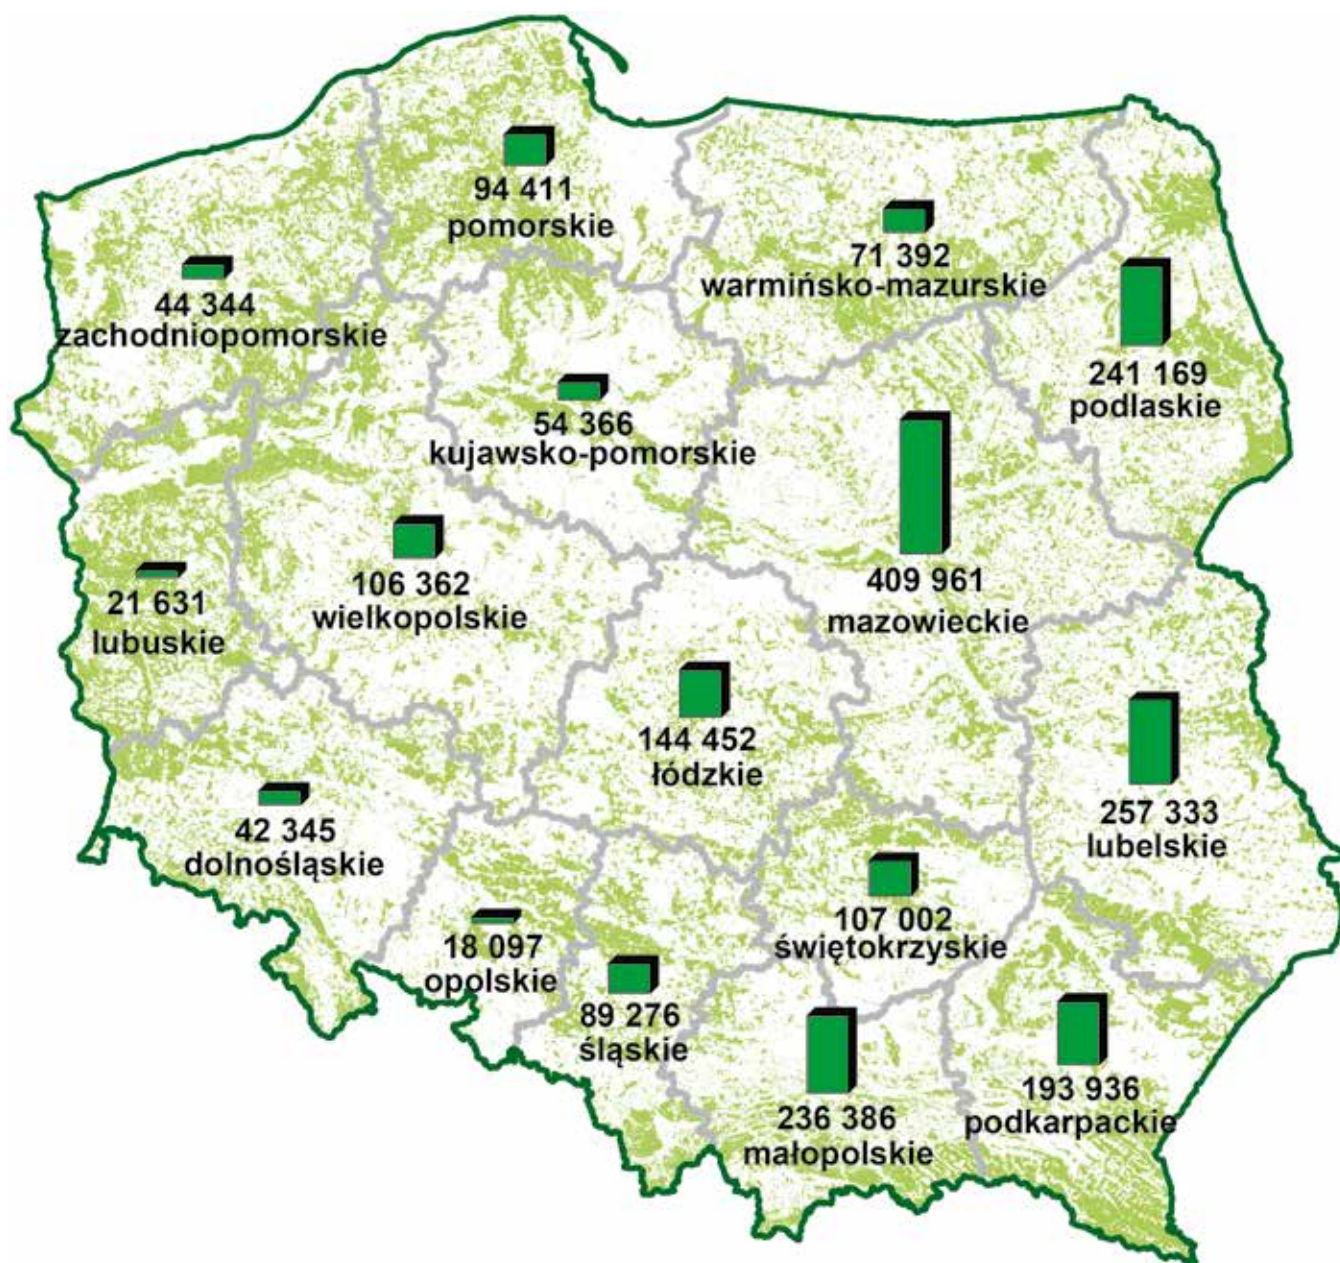 94 411
pomorskie
71 392
warmińsko-mazurskie
44 344
zachodniopomorskie
241 169
podlaskie
54 366
kujawsko-pomorskie
409 961
mazowieckie
106 362
wielkopolskie
21 631
lubuskie
144 452
łódzkie
257 333
lubelskie
42 345
dolnośląskie
107 002
świętokrzyskie
18 097
opolskie
89 276
śląskie
193 936
podkarpackie
236 386
małopolskie